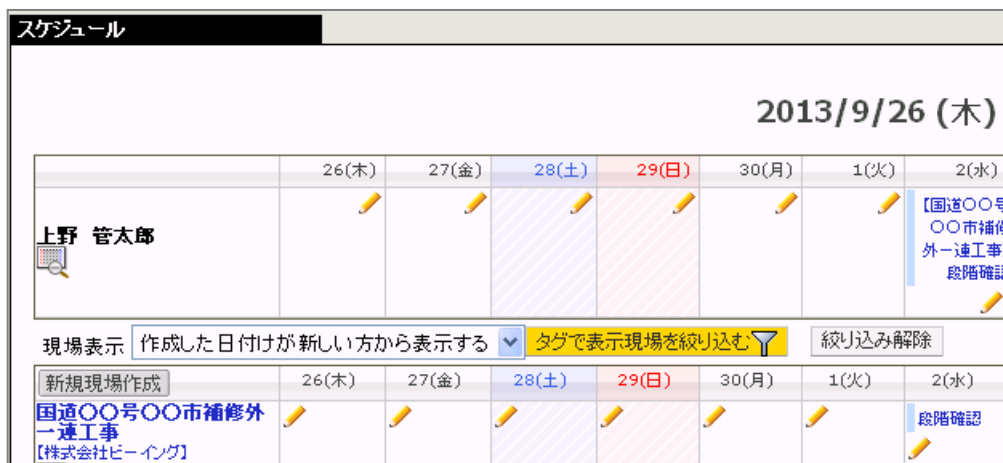 スケジュール
2013/9/26 (木)
26(木) 27(金) 28(土) 29(日) 30(月) 1(火) 2(水)
上野 管太郎
【国道〇〇号
〇〇市補修
外一連工事
段階確認
現場表示 作成した日付けが新しい方から表示する タグで表示現場を絞り込む 絞り込み解除
新規現場作成 26(木) 27(金) 28(土) 29(日) 30(月) 1(火) 2(水)
国道〇〇号〇〇市補修外
一連工事
【株式会社ビーイング】
段階確認